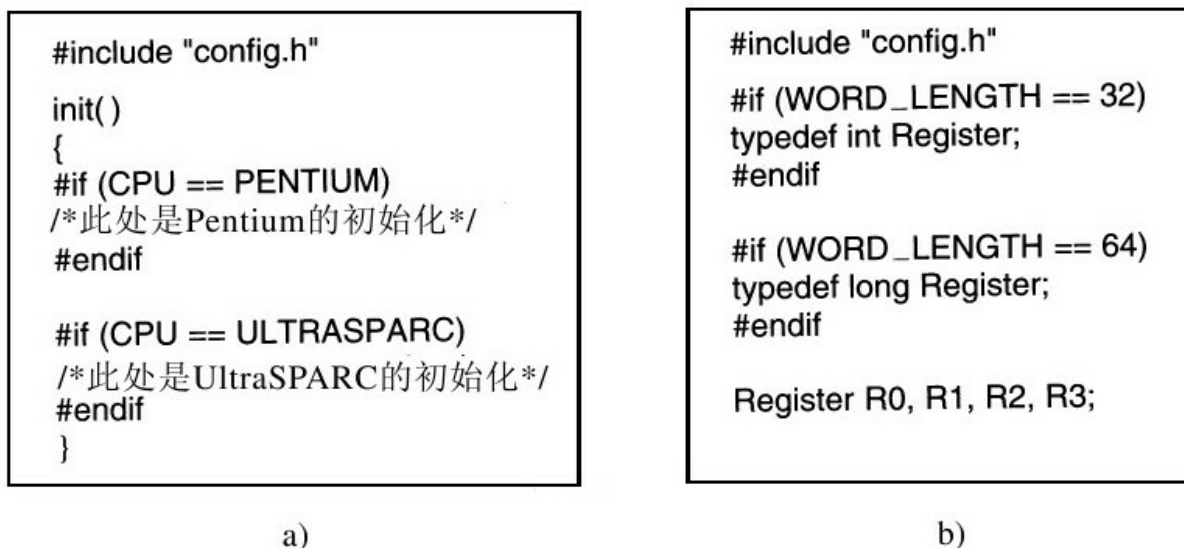 #include "config.h"
init( )
{
#if (CPU == PENTIUM)
/*此处是Pentium的初始化*/
#endif
#if (CPU == ULTRASPARC)
/*此处是UltraSPARC的初始化*/
#endif
}
a)
#include "config.h"
#if (WORD_LENGTH == 32)
typedef int Register;
#endif
#if (WORD_LENGTH == 64)
typedef long Register;
#endif
Register R0, R1, R2, R3;
b)